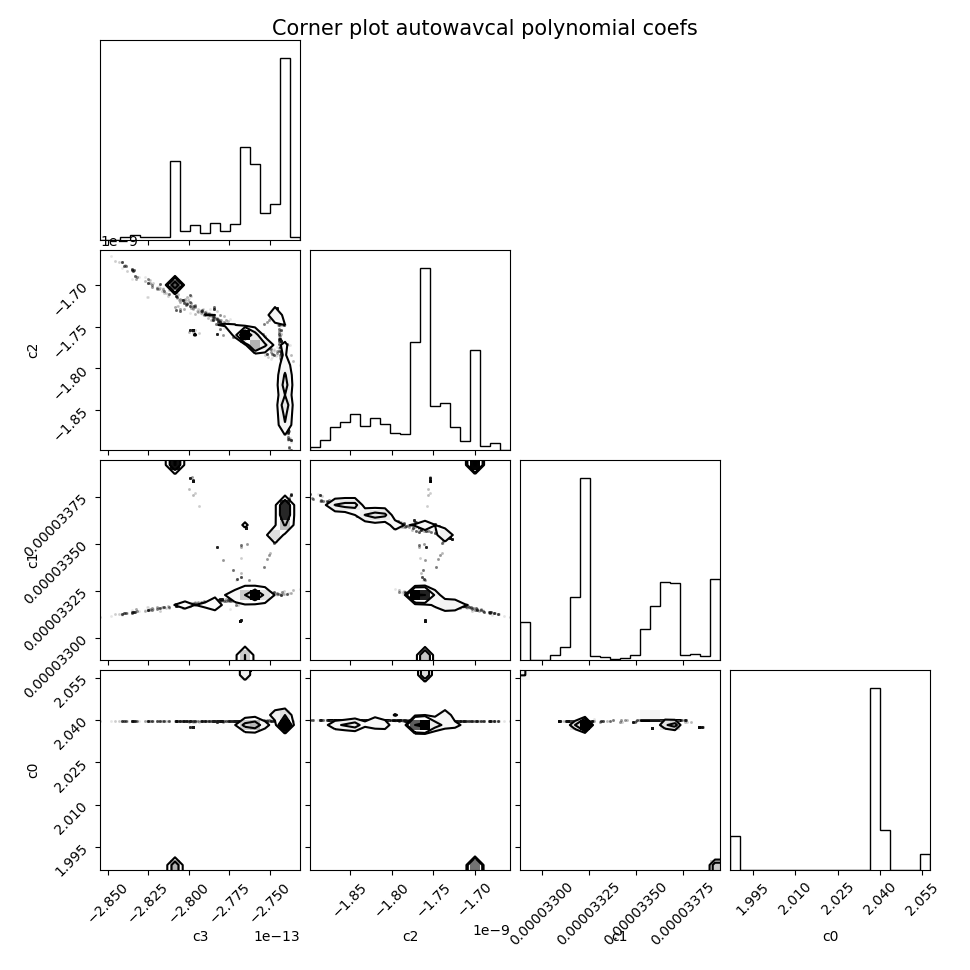 Corner plot autowavcal polynomial coefs
1e−9
−1.70
−1.75
−1.80
−1.85
c2
0.00003375
0.00003350
0.00003325
0.00003300
c1
2.055
2.040
2.025
2.010
1.995
c0
−2.850 −2.825 −2.800 −2.775 −2.750
−1.85 −1.80 −1.75 −1.70
0.00003300 0.00003325 0.00003350 0.00003375
1.995 2.010 2.025 2.040 2.055
c3 1e−13 c2 1e−9 c1 c0